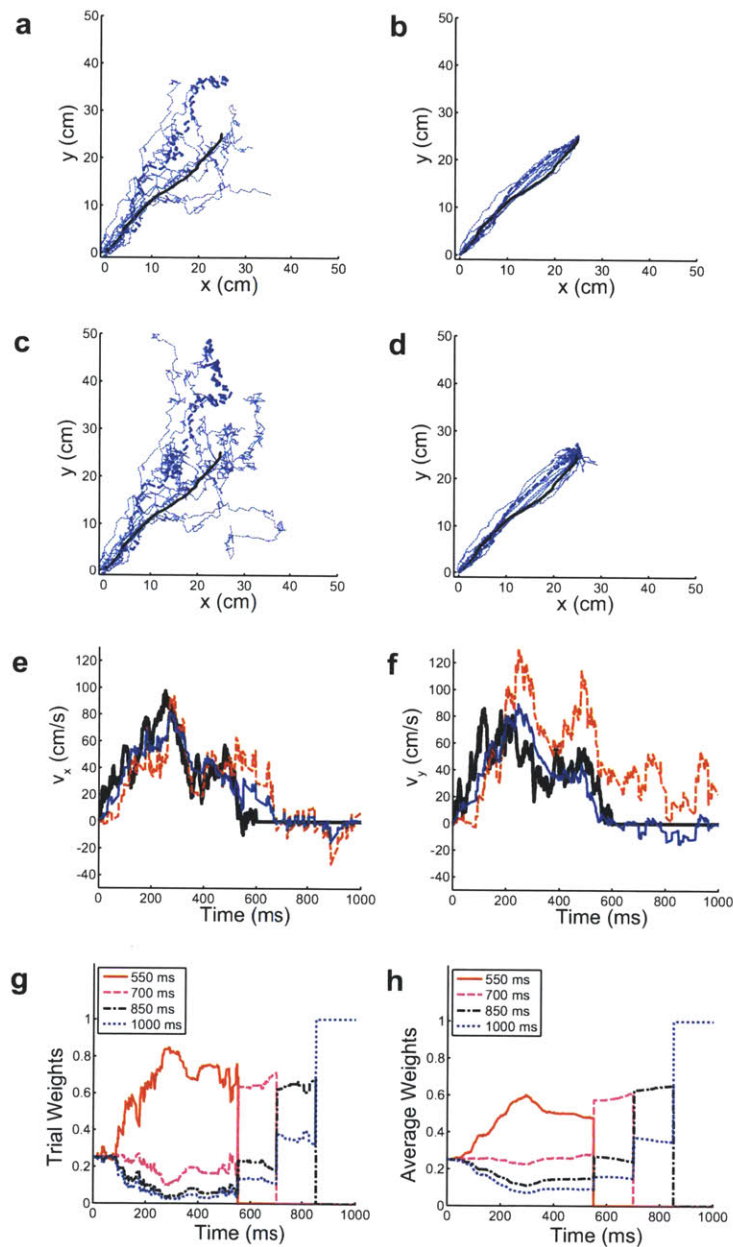 a
50
40
30
20
10
0
y (cm)
0 10 20 30 40 50
x (cm)
b
50
40
30
20
10
0
y (cm)
0 10 20 30 40 50
x (cm)
c
50
40
30
20
10
0
y (cm)
0 10 20 30 40 50
x (cm)
d
50
40
30
20
10
0
y (cm)
0 10 20 30 40 50
x (cm)
e
120
100
80
60
40
20
0
-20
-40
vx (cm/s)
0 200 400 600 800 1000
Time (ms)
f
120
100
80
60
40
20
0
-20
-40
vy (cm/s)
0 200 400 600 800 1000
Time (ms)
g
550 ms
700 ms
850 ms
1000 ms
1
0.8
0.6
0.4
0.2
0
Trial Weights
0 200 400 600 800 1000
Time (ms)
h
550 ms
700 ms
850 ms
1000 ms
1
0.8
0.6
0.4
0.2
0
Average Weights
0 200 400 600 800 1000
Time (ms)